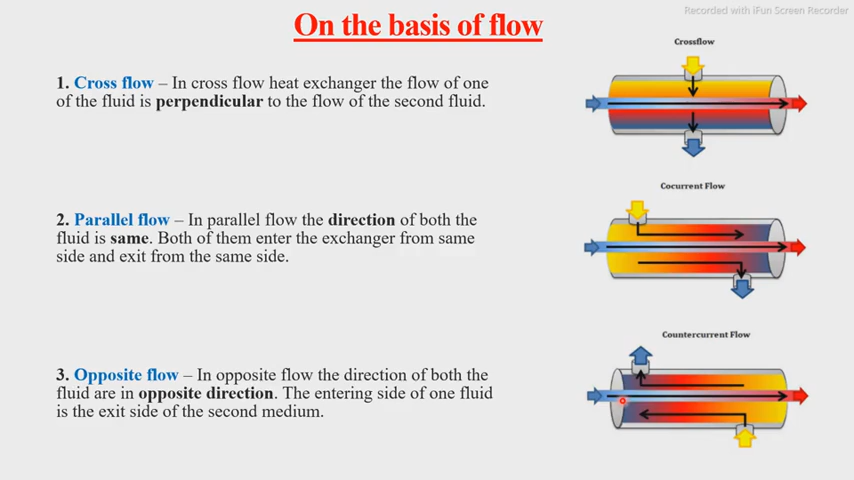 Recorded with iFun Screen Recorder
On the basis of flow
Crossflow
1. Cross flow – In cross flow heat exchanger the flow of one
of the fluid is perpendicular to the flow of the second fluid.
Cocurrent Flow
2. Parallel flow – In parallel flow the direction of both the
fluid is same. Both of them enter the exchanger from same
side and exit from the same side.
Countercurrent Flow
3. Opposite flow – In opposite flow the direction of both the
fluid are in opposite direction. The entering side of one fluid
is the exit side of the second medium.